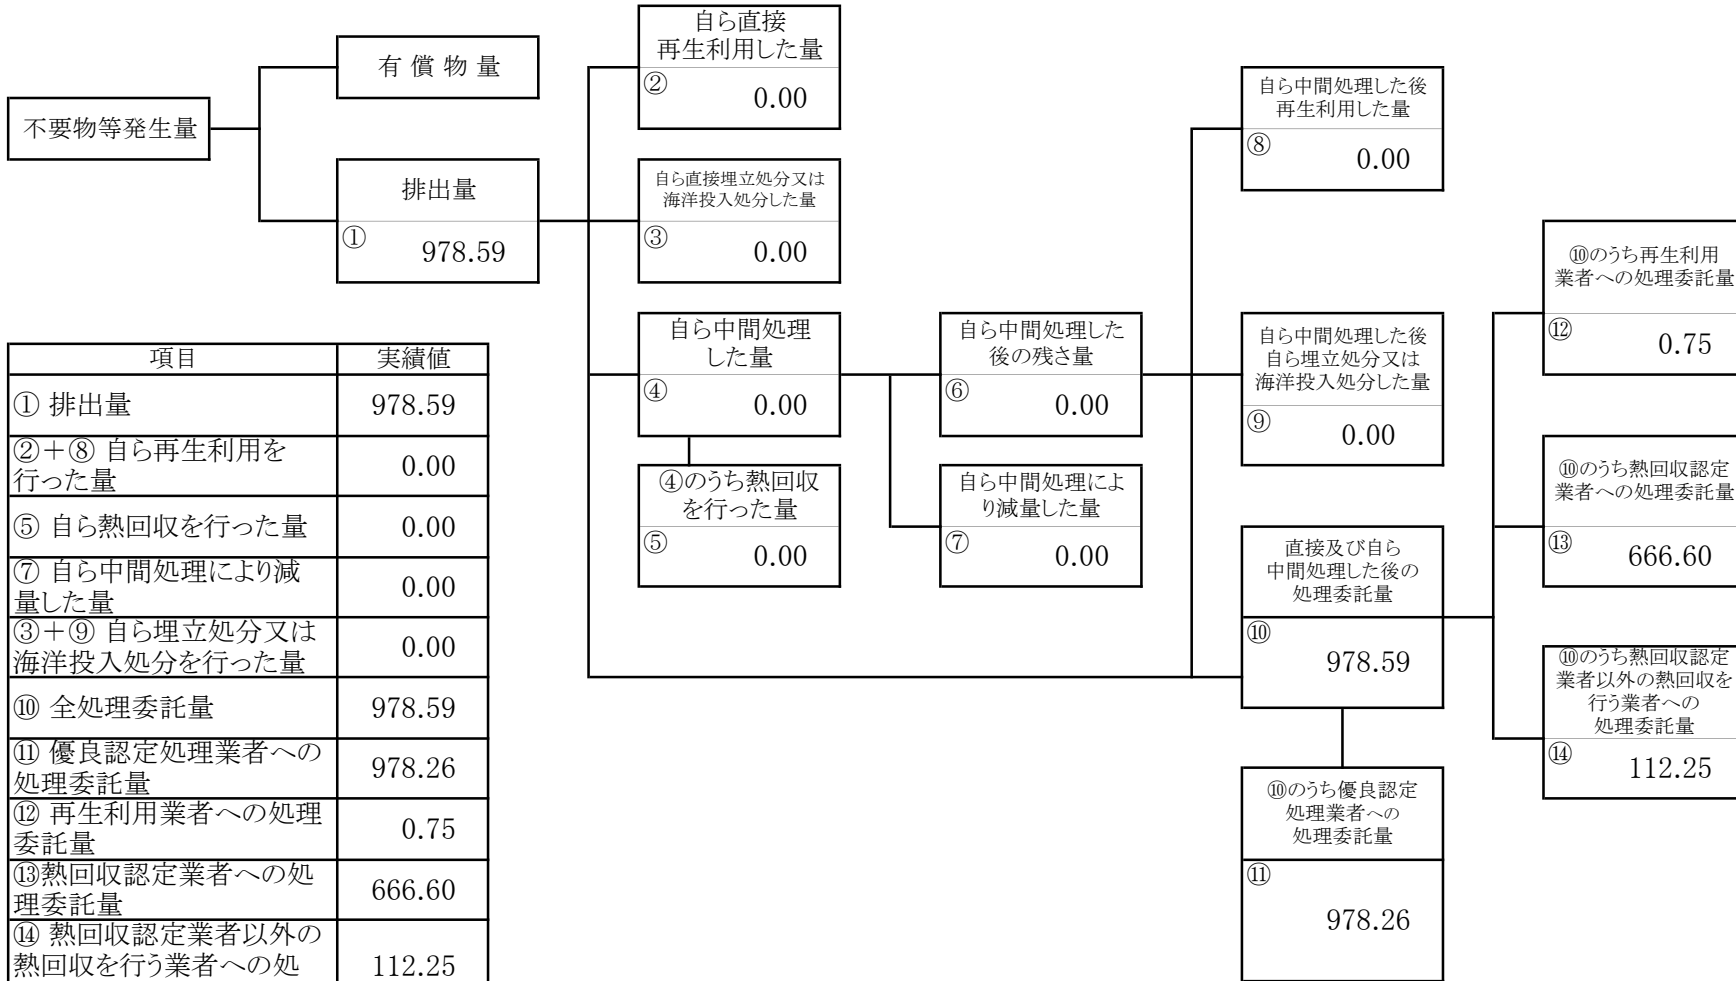 不要物等発生量
有 償 物 量
排出量
①
978.59
自ら直接
再生利用した量
②
0.00
自ら直接埋立処分又は
海洋投入処分した量
③
0.00
自ら中間処理
した量
④
0.00
④のうち熱回収
を行った量
⑤
0.00
自ら中間処理した
後の残さ量
⑥
0.00
自ら中間処理によ
り減量した量
⑦
0.00
自ら中間処理した後
再生利用した量
⑧
0.00
自ら中間処理した後
自ら埋立処分又は
海洋投入処分した量
⑨
0.00
直接及び自ら
中間処理した後の
処理委託量
⑩
978.59
⑩のうち優良認定
処理業者への
処理委託量
⑪
978.26
⑩のうち再生利用
業者への処理委託量
⑫
0.75
⑩のうち熱回収認定
業者への処理委託量
⑬
666.60
⑩のうち熱回収認定
業者以外の熱回収を
行う業者への
処理委託量
⑭
112.25
項目 実績値
① 排出量 978.59
②＋⑧ 自ら再生利用を
行った量 0.00
⑤ 自ら熱回収を行った量 0.00
⑦ 自ら中間処理により減
量した量 0.00
③＋⑨ 自ら埋立処分又は
海洋投入処分を行った量 0.00
⑩ 全処理委託量 978.59
⑪ 優良認定処理業者への
処理委託量 978.26
⑫ 再生利用業者への処理
委託量 0.75
⑬熱回収認定業者への処
理委託量 666.60
⑭ 熱回収認定業者以外の
熱回収を行う業者への処 112.25